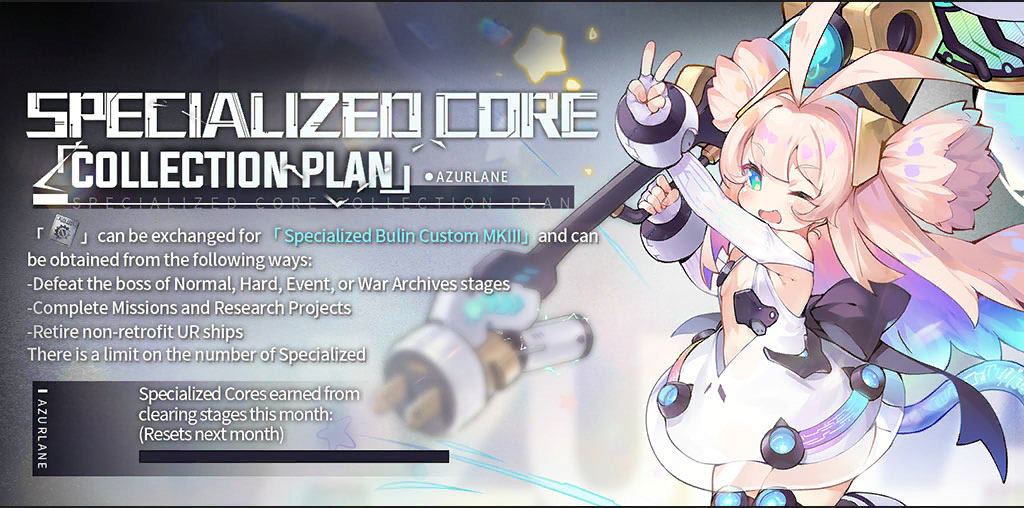 SPECIALIZED CORE
「COLLECTION PLAN」 ●AZURLANE
SPECIALIZED CORE COLLECTION PLAN
「 」 can be exchanged for 「 Specialized Bulin Custom MKIII」 and can
be obtained from the following ways:
-Defeat the boss of Normal, Hard, Event, or War Archives stages
-Complete Missions and Research Projects
-Retire non-retrofit UR ships
There is a limit on the number of Specialized
AZURLANE
Specialized Cores earned from
clearing stages this month:
(Resets next month)